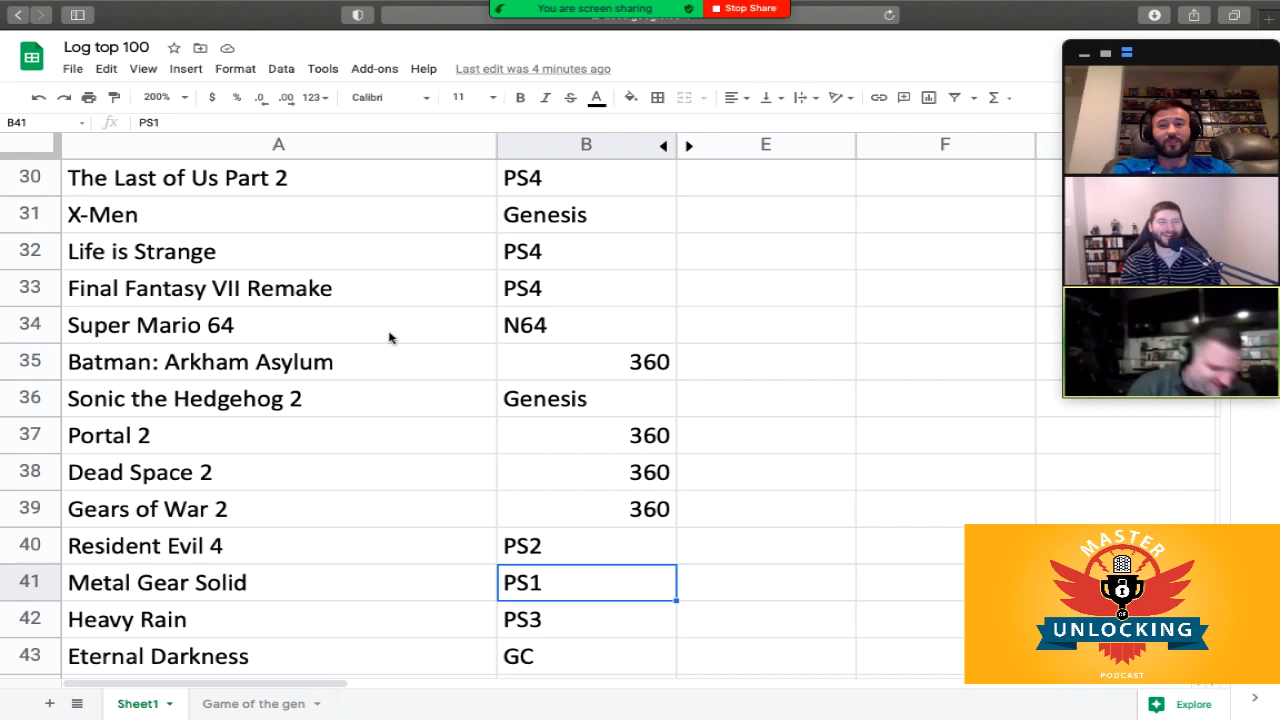 You are screen sharing
Stop Share
Log top 100
File Edit View Insert Format Data Tools Add-ons Help Last edit was 4 minutes ago
200% $ % .0 .00 123 Calibri 11 B I S A
B41 fx PS1
A B E F
30 The Last of Us Part 2 PS4
31 X-Men Genesis
32 Life is Strange PS4
33 Final Fantasy VII Remake PS4
34 Super Mario 64 N64
35 Batman: Arkham Asylum 360
36 Sonic the Hedgehog 2 Genesis
37 Portal 2 360
38 Dead Space 2 360
39 Gears of War 2 360
40 Resident Evil 4 PS2
41 Metal Gear Solid PS1
42 Heavy Rain PS3
43 Eternal Darkness GC
MASTER
OF
UNLOCKING
PODCAST
Sheet1 Game of the gen Explore